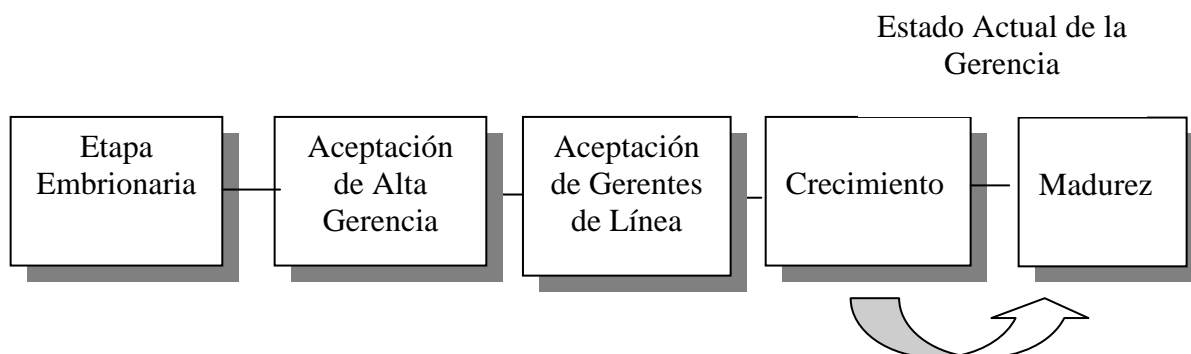 Estado Actual de la
Gerencia
Etapa
Embrionaria
Aceptación
de Alta
Gerencia
Aceptación
de Gerentes
de Línea
Crecimiento
Madurez